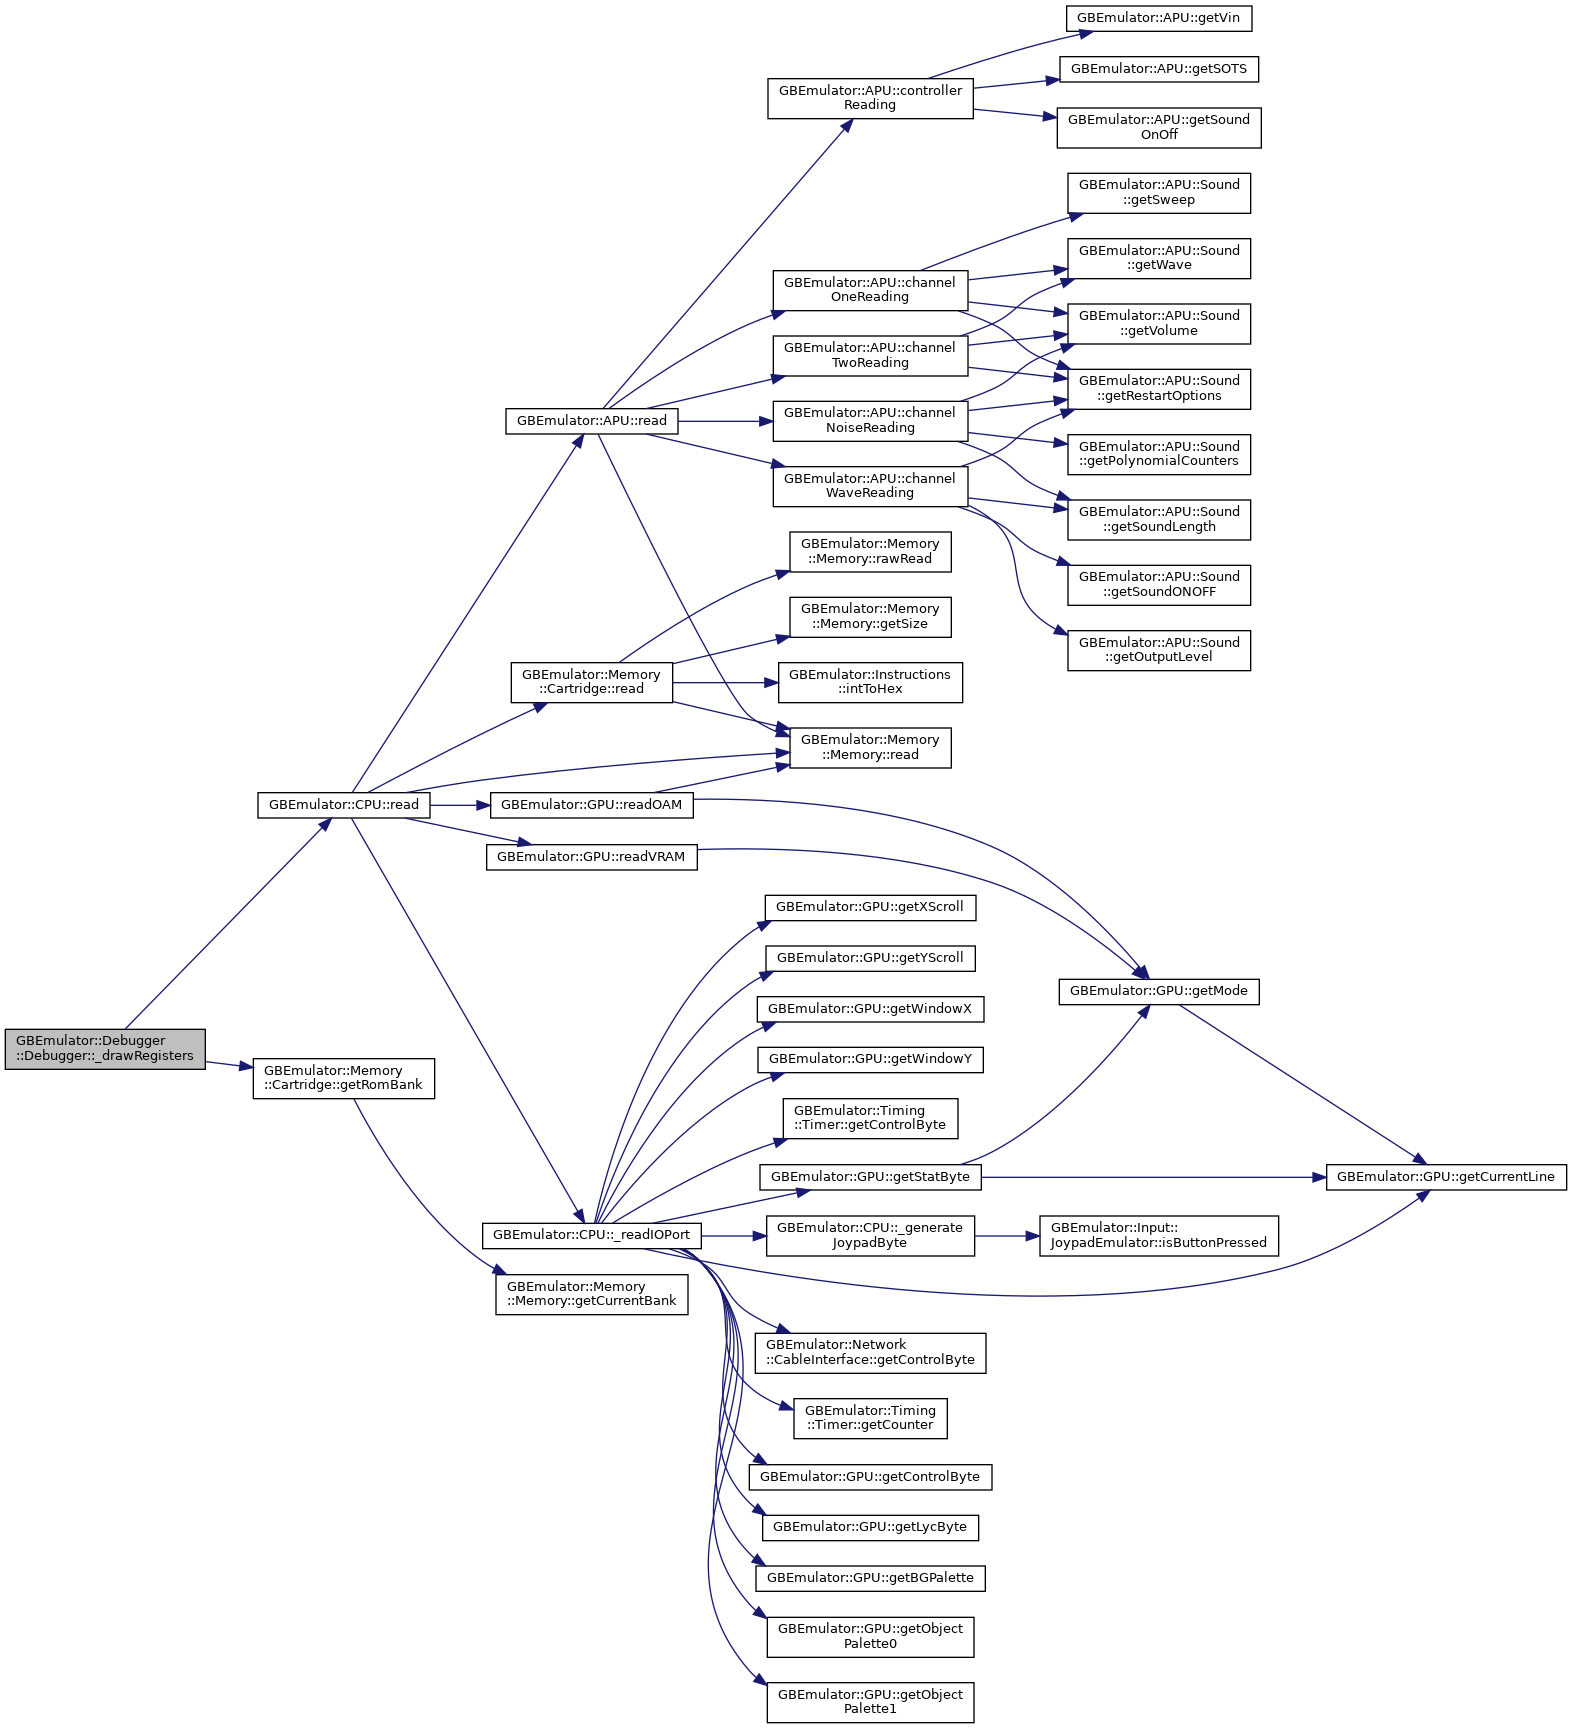 GBEmulator::APU::getVin
GBEmulator::APU::getSOTS
GBEmulator::APU::controller
Reading
GBEmulator::APU::getSound
OnOff
GBEmulator::APU::Sound
::getSweep
GBEmulator::APU::Sound
::getWave
GBEmulator::APU::channel
OneReading
GBEmulator::APU::Sound
::getVolume
GBEmulator::APU::channel
TwoReading
GBEmulator::APU::Sound
::getRestartOptions
GBEmulator::APU::read
GBEmulator::APU::channel
NoiseReading
GBEmulator::APU::Sound
::getPolynomialCounters
GBEmulator::APU::channel
WaveReading
GBEmulator::APU::Sound
::getSoundLength
GBEmulator::Memory
::Memory::rawRead
GBEmulator::APU::Sound
::getSoundONOFF
GBEmulator::Memory
::Memory::getSize
GBEmulator::APU::Sound
::getOutputLevel
GBEmulator::Memory
::Cartridge::read
GBEmulator::Instructions
::intToHex
GBEmulator::Memory
::Memory::read
GBEmulator::CPU::read
GBEmulator::GPU::readOAM
GBEmulator::GPU::readVRAM
GBEmulator::GPU::getXScroll
GBEmulator::GPU::getYScroll
GBEmulator::GPU::getMode
GBEmulator::GPU::getWindowX
GBEmulator::Debugger
::Debugger::_drawRegisters
GBEmulator::GPU::getWindowY
GBEmulator::Memory
::Cartridge::getRomBank
GBEmulator::Timing
::Timer::getControlByte
GBEmulator::GPU::getStatByte
GBEmulator::GPU::getCurrentLine
GBEmulator::CPU::_readIOPort
GBEmulator::CPU::_generate
JoypadByte
GBEmulator::Input::
JoypadEmulator::isButtonPressed
GBEmulator::Memory
::Memory::getCurrentBank
GBEmulator::Network
::CableInterface::getControlByte
GBEmulator::Timing
::Timer::getCounter
GBEmulator::GPU::getControlByte
GBEmulator::GPU::getLycByte
GBEmulator::GPU::getBGPalette
GBEmulator::GPU::getObject
Palette0
GBEmulator::GPU::getObject
Palette1